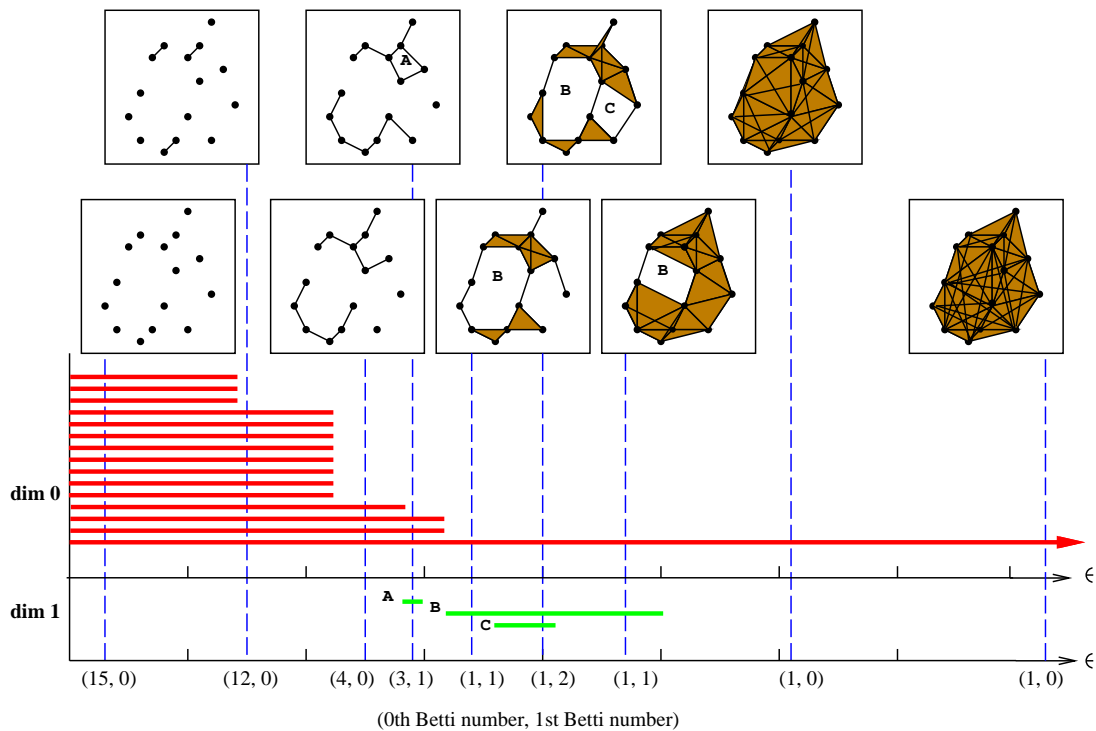 A
B
C
B
B
dim 0
ϵ
dim 1
A
B
C
ϵ
(15, 0) (12, 0) (4, 0) (3, 1) (1, 1) (1, 2) (1, 1) (1, 0) (1, 0)
(0th Betti number, 1st Betti number)